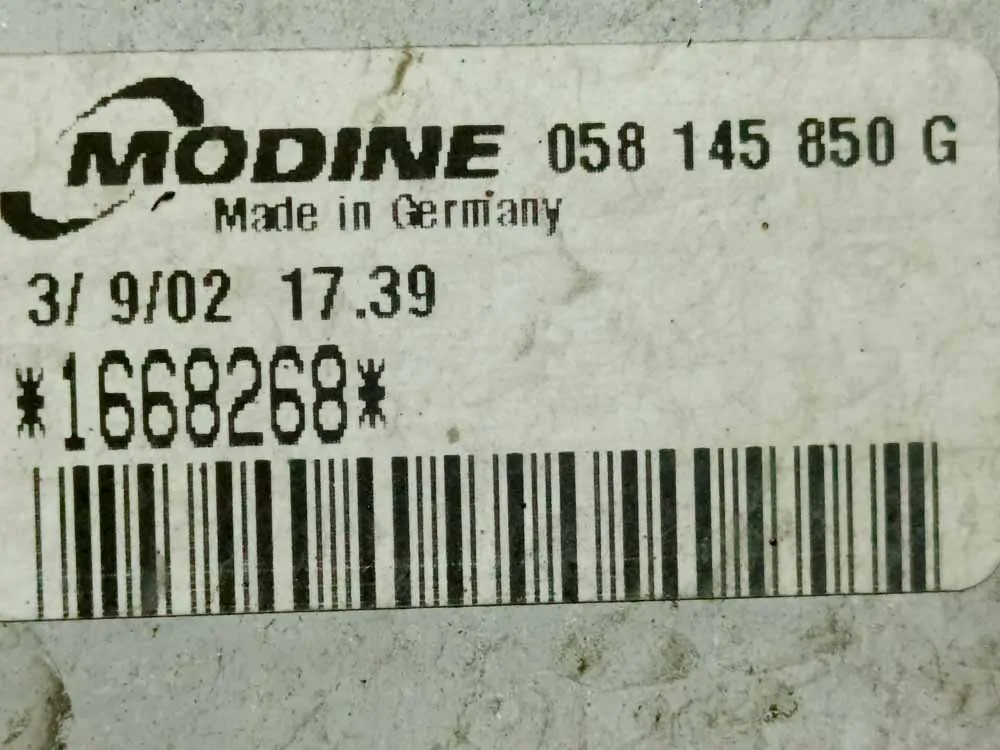 MODINE 058 145 850 G
Made in Germany
3/ 9/02 17.39
*1668268*